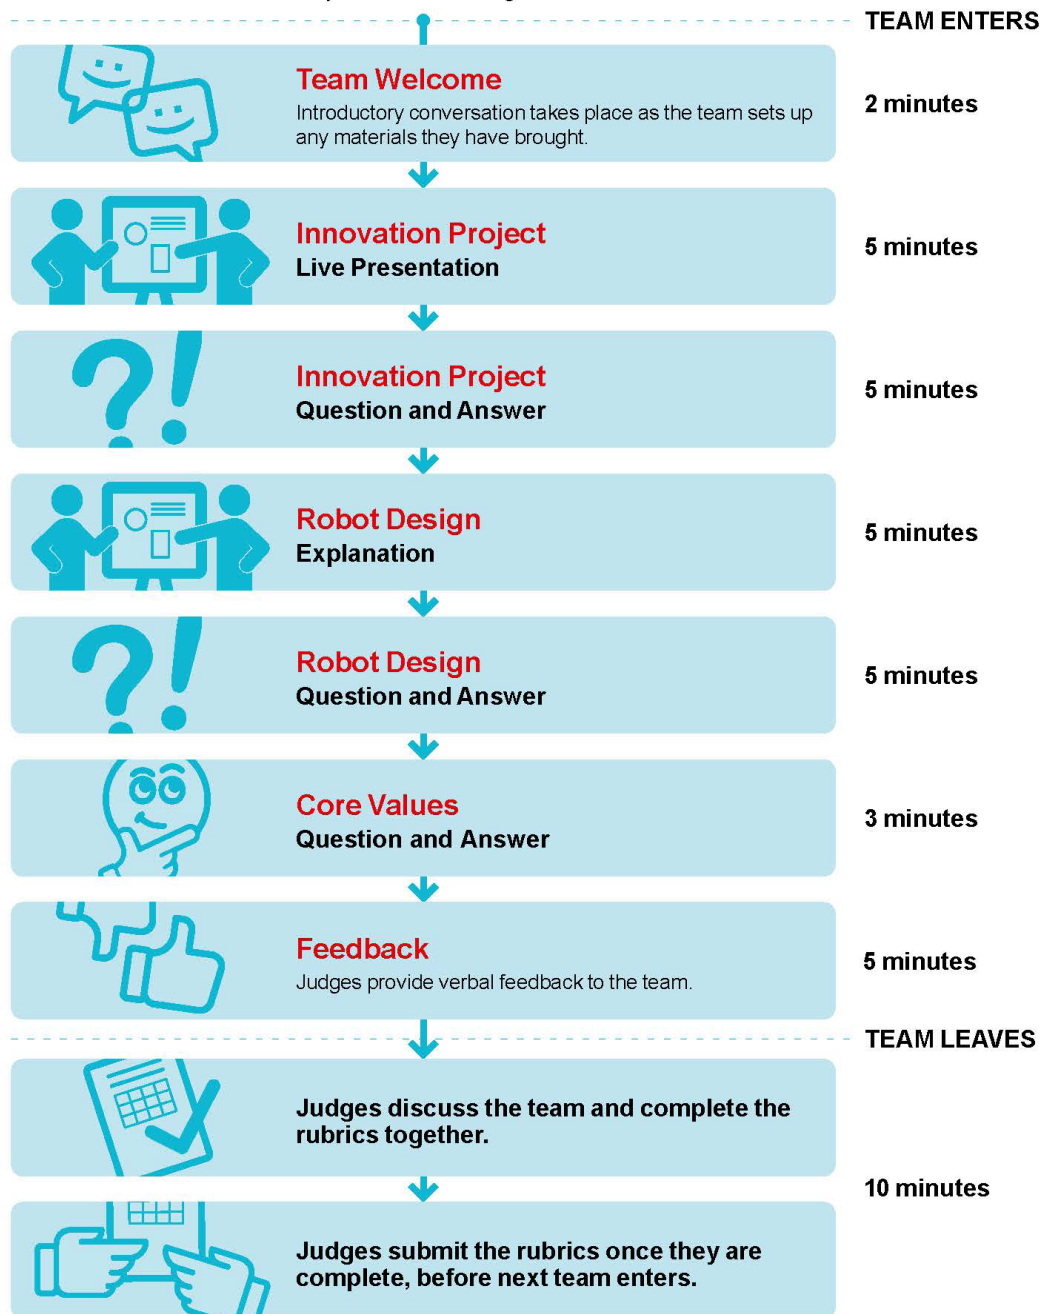 TEAM ENTERS
Team Welcome
Introductory conversation takes place as the team sets up
any materials they have brought.
2 minutes
Innovation Project
Live Presentation
5 minutes
Innovation Project
Question and Answer
5 minutes
Robot Design
Explanation
5 minutes
Robot Design
Question and Answer
5 minutes
Core Values
Question and Answer
3 minutes
Feedback
Judges provide verbal feedback to the team.
5 minutes
TEAM LEAVES
Judges discuss the team and complete the
rubrics together.
10 minutes
Judges submit the rubrics once they are
complete, before next team enters.